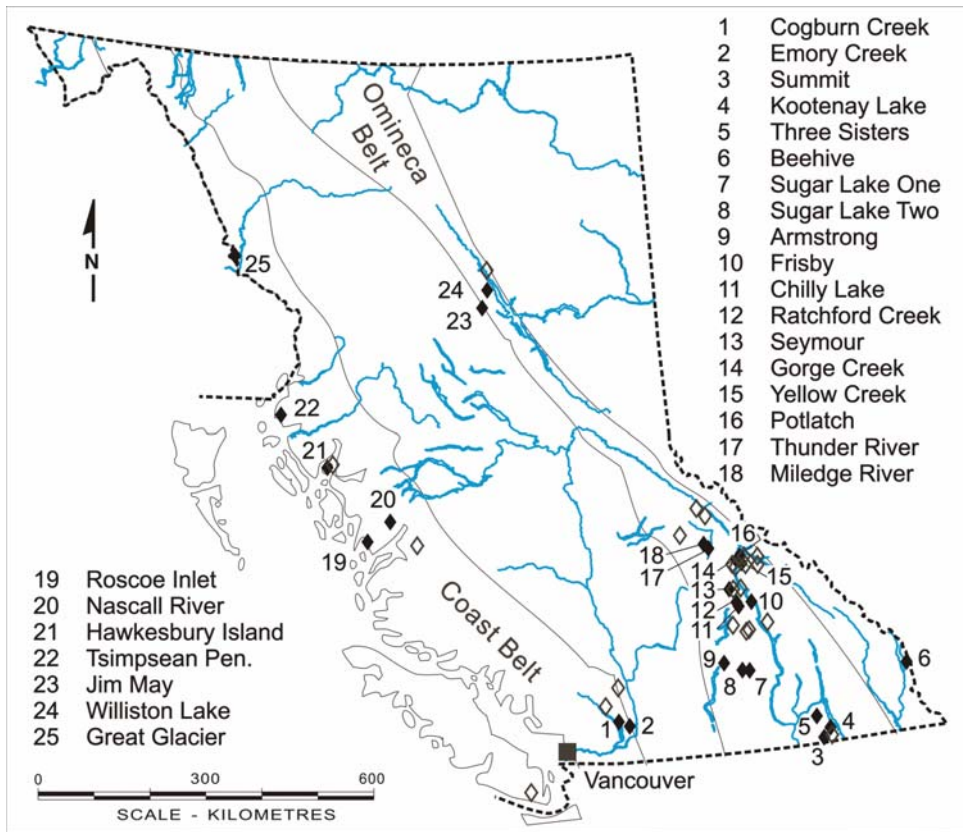 1 Cogburn Creek
2 Emory Creek
3 Summit
4 Kootenay Lake
5 Three Sisters
6 Beehive
7 Sugar Lake One
8 Sugar Lake Two
9 Armstrong
10 Frisby
11 Chilly Lake
12 Ratchford Creek
13 Seymour
14 Gorge Creek
15 Yellow Creek
16 Potlatch
17 Thunder River
18 Miledge River
Omineca
Belt
N
25
24
23
22
21
20
19
16
18
17
14
15
13
12
10
11
9
8 7
6
5 4
3
1 2
Coast Belt
Vancouver
19 Roscoe Inlet
20 Nascall River
21 Hawkesbury Island
22 Tsimpsean Pen.
23 Jim May
24 Williston Lake
25 Great Glacier
0 300 600
SCALE - KILOMETRES